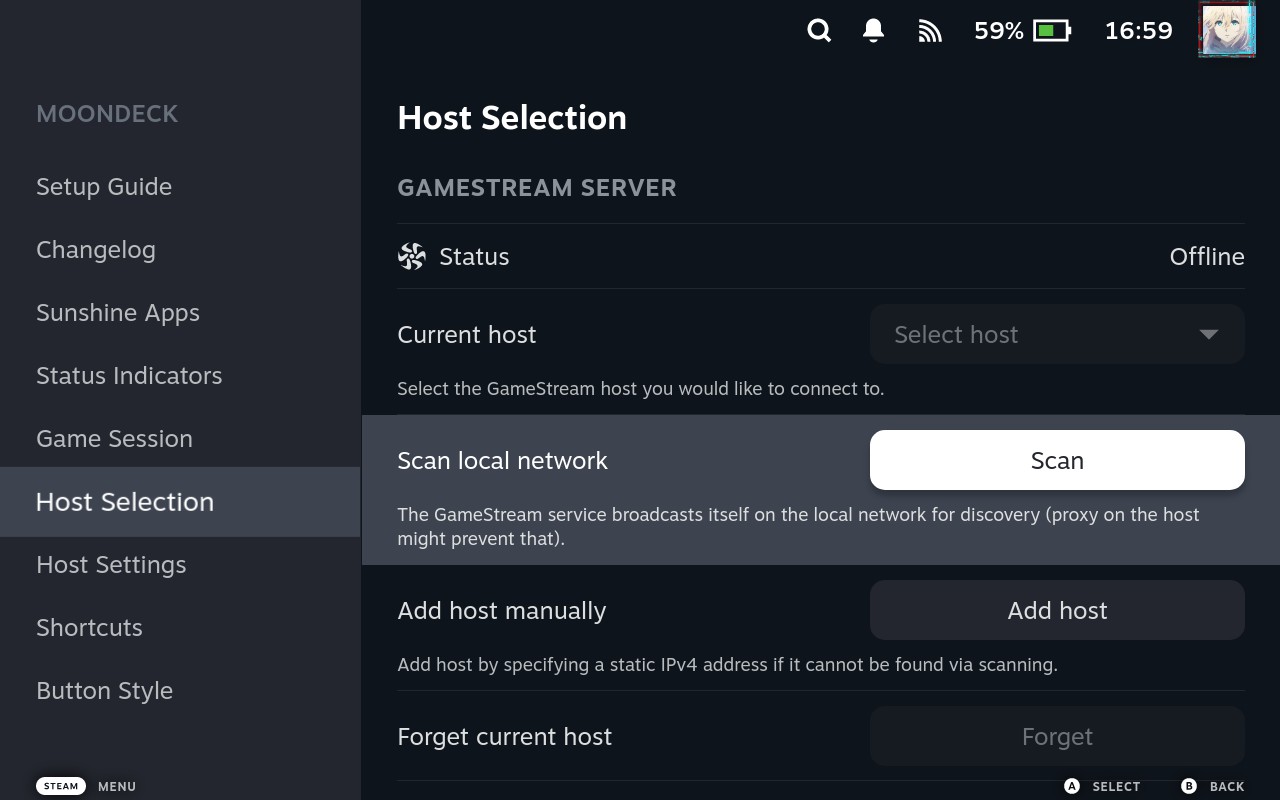 59%
16:59
MOONDECK
Setup Guide
Changelog
Sunshine Apps
Status Indicators
Game Session
Host Selection
Host Settings
Shortcuts
Button Style
Host Selection
GAMESTREAM SERVER
Status
Offline
Current host
Select host
Select the GameStream host you would like to connect to.
Scan local network
Scan
The GameStream service broadcasts itself on the local network for discovery (proxy on the host
might prevent that).
Add host manually
Add host
Add host by specifying a static IPv4 address if it cannot be found via scanning.
Forget current host
Forget
STEAM MENU
A SELECT
B BACK